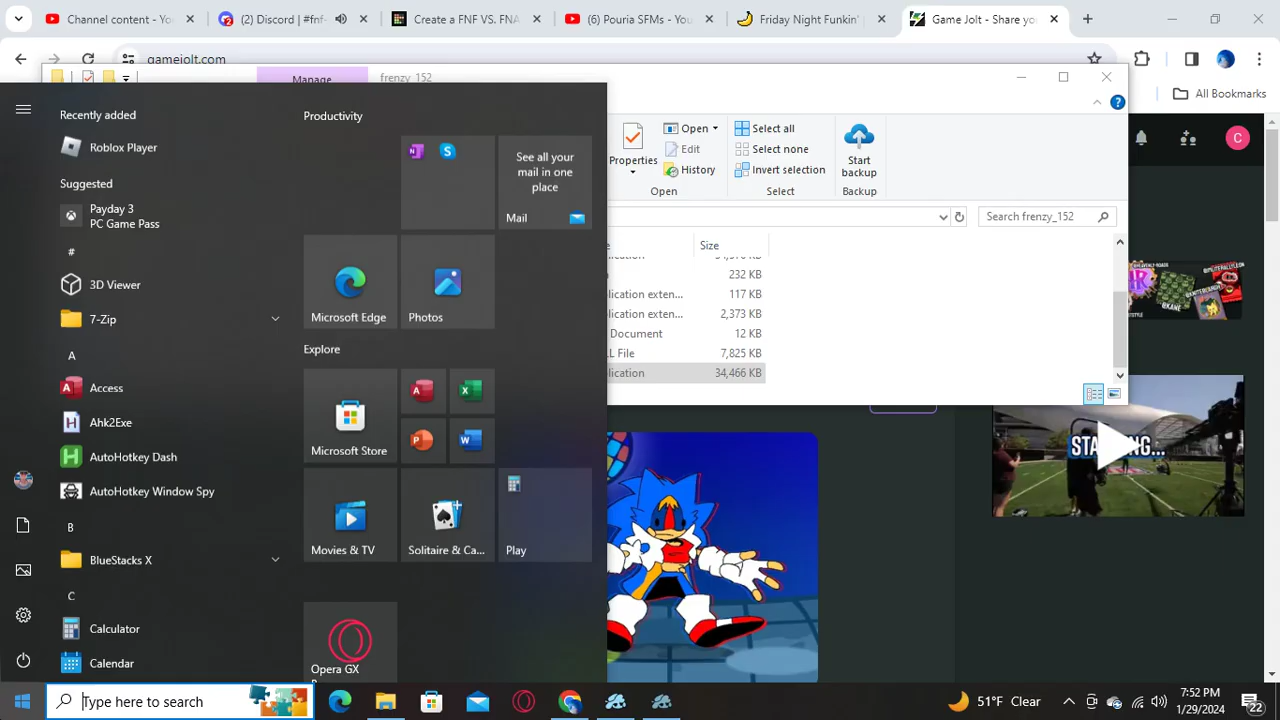 Channel content - You
(2) Discord | #fnf-
Create a FNF VS. FNA
(6) Pouria SFMs - You
Friday Night Funkin'
Game Jolt - Share yo
gamejolt.com
All Bookmarks
Manage
frenzy_152
Properties
Open
Edit
History
Open
Select all
Select none
Invert selection
Select
Start
backup
Backup
Search frenzy_152
Size
232 KB
plication exten...
117 KB
plication exten...
2,373 KB
Document
12 KB
L File
7,825 KB
plication
34,466 KB
Recently added
Roblox Player
Suggested
Payday 3
PC Game Pass
#
3D Viewer
7-Zip
A
Access
Ahk2Exe
AutoHotkey Dash
AutoHotkey Window Spy
B
BlueStacks X
C
Calculator
Calendar
Productivity
See all your
mail in one
place
Mail
Microsoft Edge
Photos
Explore
Microsoft Store
Movies & TV
Solitaire & Ca...
Play
Opera GX
C
STA NG...
Type here to search
51°F Clear
7:52 PM
1/29/2024
22